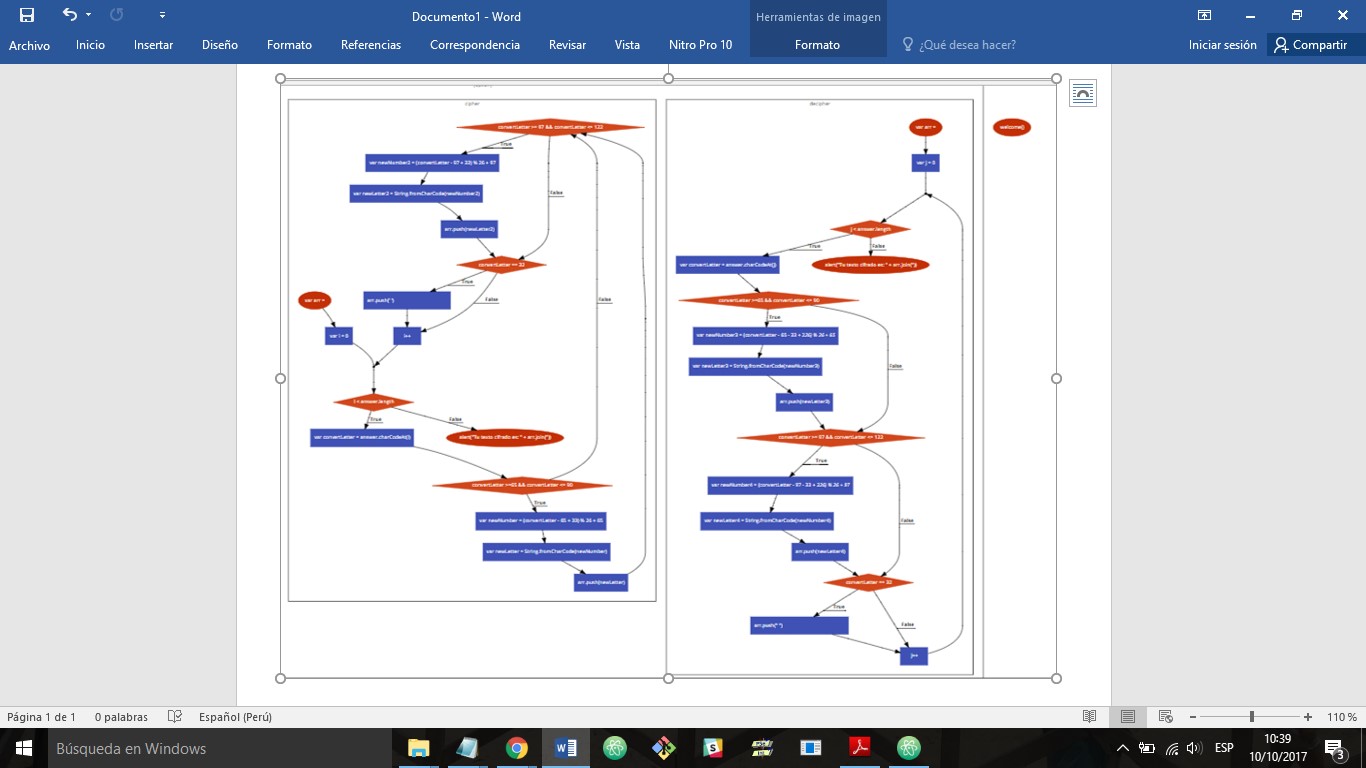 Documento1 - Word
Herramientas de imagen
Archivo
Inicio
Insertar
Diseño
Formato
Referencias
Correspondencia
Revisar
Vista
Nitro Pro 10
Formato
¿Qué desea hacer?
Iniciar sesión
Compartir
cipher
convertLetter >= 97 && convertLetter <= 122
True
var newNumber2 = (convertLetter - 97 + 33) % 26 + 97
var newLetter2 = String.fromCharCode(newNumber2)
False
arr.push(newLetter2)
convertLetter == 32
True
arr.push(" ")
False
False
var arr =
var i = 0
i++
i < answer.length
True
False
var convertLetter = answer.charCodeAt(i)
alert("Tu texto cifrado es: " + arr.join(""))
convertLetter >=65 && convertLetter <= 90
True
var newNumber = (convertLetter - 65 + 33) % 26 + 65
var newLetter = String.fromCharCode(newNumber)
arr.push(newLetter)
decipher
var arr =
var j = 0
j < answer.length
True
False
var convertLetter = answer.charCodeAt(j)
alert("Tu texto cifrado es: " + arr.join(""))
convertLetter >=65 && convertLetter <= 90
True
var newNumber3 = (convertLetter - 65 - 33 + 226) % 26 + 65
var newLetter3 = String.fromCharCode(newNumber3)
False
arr.push(newLetter3)
convertLetter >= 97 && convertLetter <= 122
True
var newNumber4 = (convertLetter - 97 - 33 + 226) % 26 + 97
var newLetter4 = String.fromCharCode(newNumber4)
False
arr.push(newLetter4)
convertLetter == 32
True
arr.push(" ")
False
j++
welcome()
Página 1 de 1
0 palabras
Español (Perú)
110 %
Búsqueda en Windows
ESP
10:39
10/10/2017
3